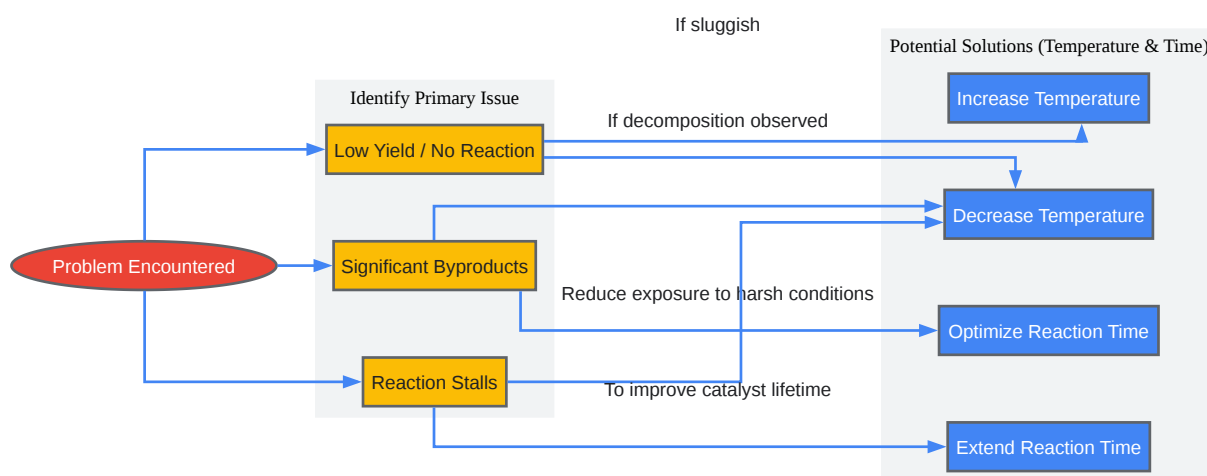 If sluggish
Potential Solutions (Temperature & Time)
Identify Primary Issue
Increase Temperature
If decomposition observed
Low Yield / No Reaction
Decrease Temperature
Problem Encountered
Significant Byproducts
Reduce exposure to harsh conditions
Optimize Reaction Time
Reaction Stalls
To improve catalyst lifetime
Extend Reaction Time